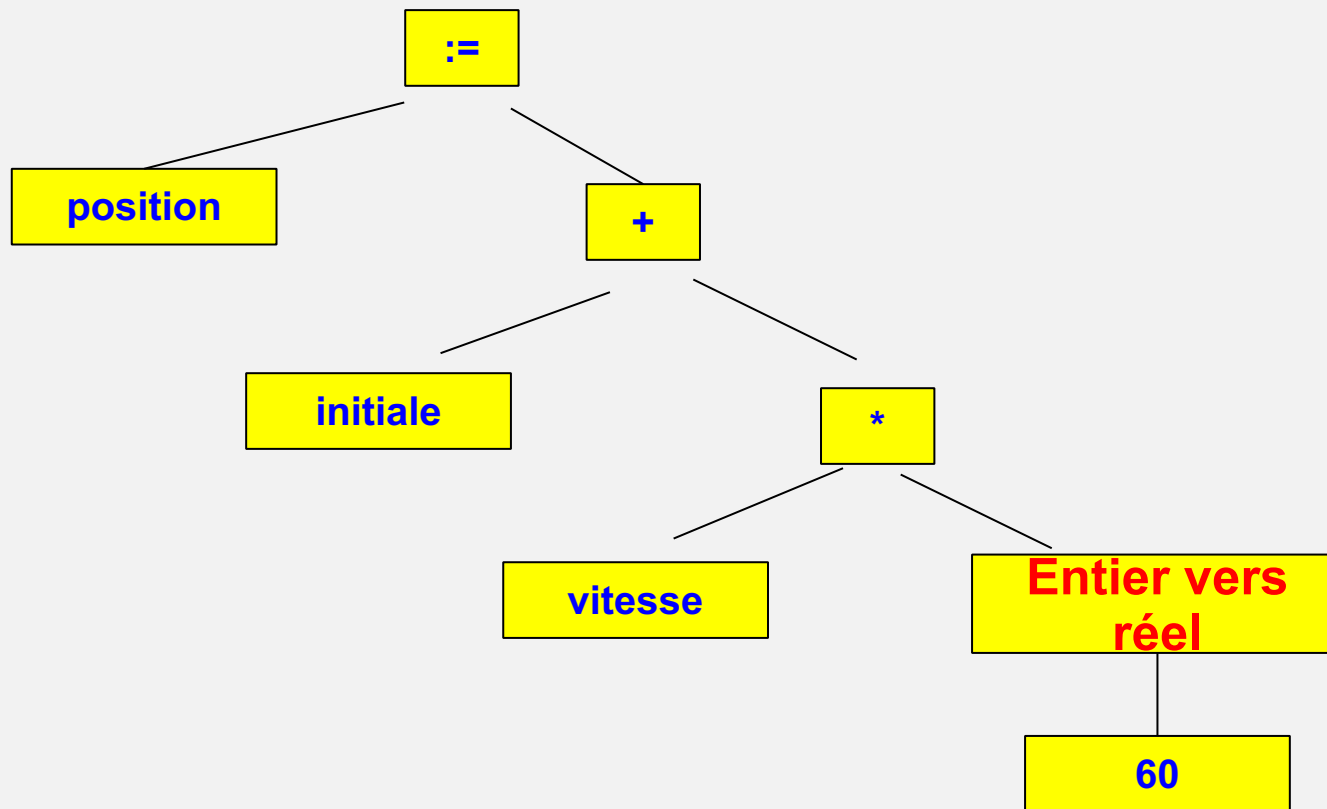 :=
position
+
initiale
*
vitesse
Entier vers
réel
60